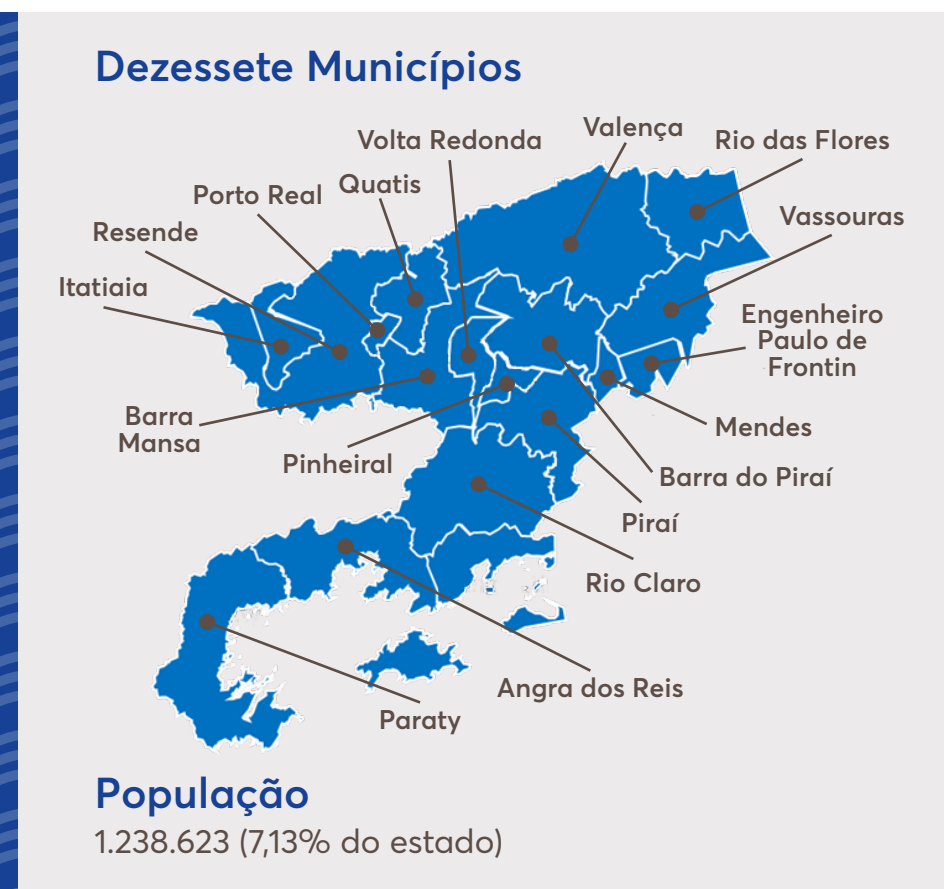 Dezessete Municípios
Valença
Volta Redonda
Rio das Flores
Quatis
Porto Real
Vassouras
Resende
Itatiaia
Engenheiro
Paulo de
Frontin
Barra
Mansa
Mendes
Pinheiral
Barra do Piraí
Piraí
Rio Claro
Angra dos Reis
Paraty
População
1.238.623 (7,13% do estado)